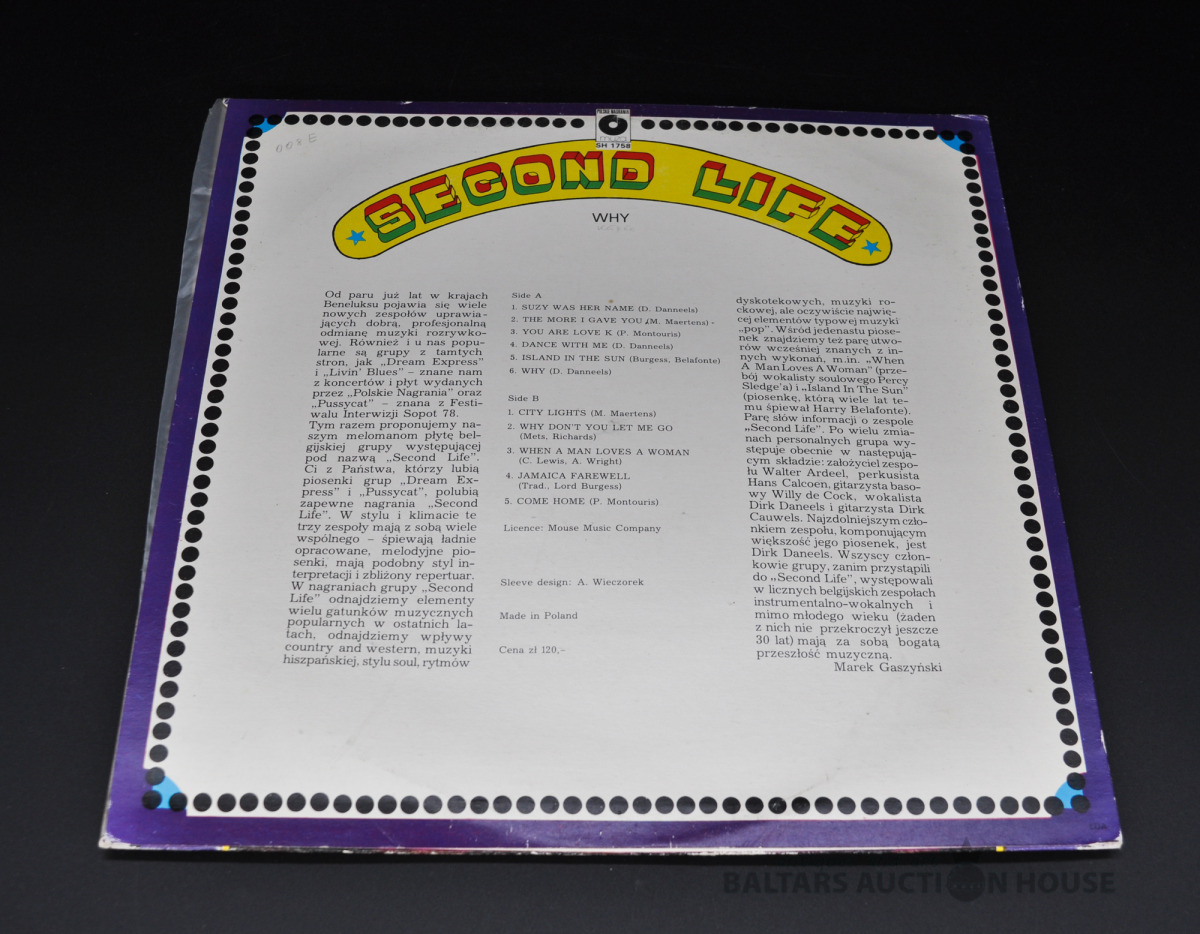 POLSKIE NAGRANIA
muza
SH 1758
SECOND LIFE
WHY
Od paru już lat w krajach
Beneluksu pojawia się wiele
nowych zespołów uprawia-
jących dobrą, profesjonalną
odmianę muzyki rozrywko-
wej. Również i u nas popu-
larne są grupy z tamtych
stron, jak „Dream Express"
i „Livin' Blues" – znane nam
z koncertów i płyt wydanych
przez „Polskie Nagrania" oraz
„Pussycat" – znana z Festi-
walu Interwizji Sopot 78.
Tym razem proponujemy na-
szym melomanom płytę bel-
gijskiej grupy występującej
pod nazwą „Second Life".
Ci z Państwa, którzy lubią
piosenki grup „Dream Ex-
press" i „Pussycat", polubią
zapewne nagrania „Second
Life". W stylu i klimacie te
trzy zespoły mają z sobą wiele
wspólnego – śpiewają ładnie
opracowane, melodyjne pio-
senki, mają podobny styl in-
terpretacji i zbliżony repertuar.
W nagraniach grupy „Second
Life" odnajdziemy elementy
wielu gatunków muzycznych
popularnych w ostatnich la-
tach, odnajdziemy wpływy
country and western, muzyki
hiszpańskiej, stylu soul, rytmów
Side A
1. SUZY WAS HER NAME (D. Danneels)
2. THE MORE I GAVE YOU (M. Maertens)
3. YOU ARE LOVE K (P. Montouris)
4. DANCE WITH ME (D. Danneels)
5. ISLAND IN THE SUN (Burgess, Belafonte)
6. WHY (D. Danneels)
Side B
1. CITY LIGHTS (M. Maertens)
2. WHY DON'T YOU LET ME GO
(Mets, Richards)
3. WHEN A MAN LOVES A WOMAN
(C. Lewis, A. Wright)
4. JAMAICA FAREWELL
(Trad., Lord Burgess)
5. COME HOME (P. Montouris)
Licence: Mouse Music Company
Sleeve design: A. Wieczorek
Made in Poland
Cena zł 120,–
dyskotekowych, muzyki ro-
ckowej, ale oczywiście najwię-
cej elementów typowej muzyki
„pop". Wśród jedenastu piose-
nek znajdziemy też parę utwo-
rów wcześniej znanych z in-
nych wykonań, m.in. „When
A Man Loves A Woman" (prze-
bój wokalisty soulowego Percy
Sledge'a) i „Island In The Sun"
(piosenkę, którą wiele lat te-
mu śpiewał Harry Belafonte).
Parę słów informacji o zespole
„Second Life". Po wielu zmia-
nach personalnych grupa wy-
stępuje obecnie w następują-
cym składzie: założyciel zespo-
łu Walter Ardeel, perkusista
Hans Calcoen, gitarzysta baso-
wy Willy de Cock, wokalista
Dirk Daneels i gitarzysta Dirk
Cauwels. Najzdolniejszym czło-
nkiem zespołu, komponującym
większość jego piosenek, jest
Dirk Daneels. Wszyscy człon-
kowie grupy, zanim przystąpili
do „Second Life", występowali
w licznych belgijskich zespołach
instrumentalno-wokalnych i
mimo młodego wieku (żaden
z nich nie przekroczył jeszcze
30 lat) mają za sobą bogatą
przeszłość muzyczną.
Marek Gaszyński
BALTARS AUCTION HOUSE